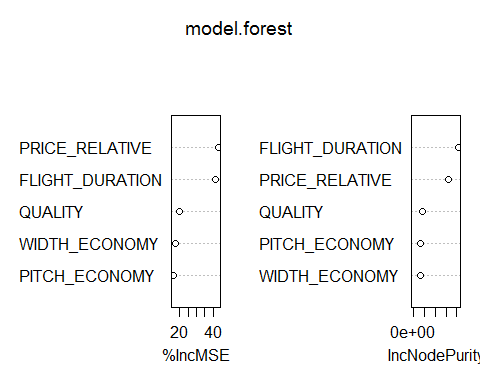 model.forest
PRICE_RELATIVE
FLIGHT_DURATION
QUALITY
WIDTH_ECONOMY
PITCH_ECONOMY
20 40
%IncMSE
FLIGHT_DURATION
PRICE_RELATIVE
QUALITY
PITCH_ECONOMY
WIDTH_ECONOMY
0e+00
IncNodePurity